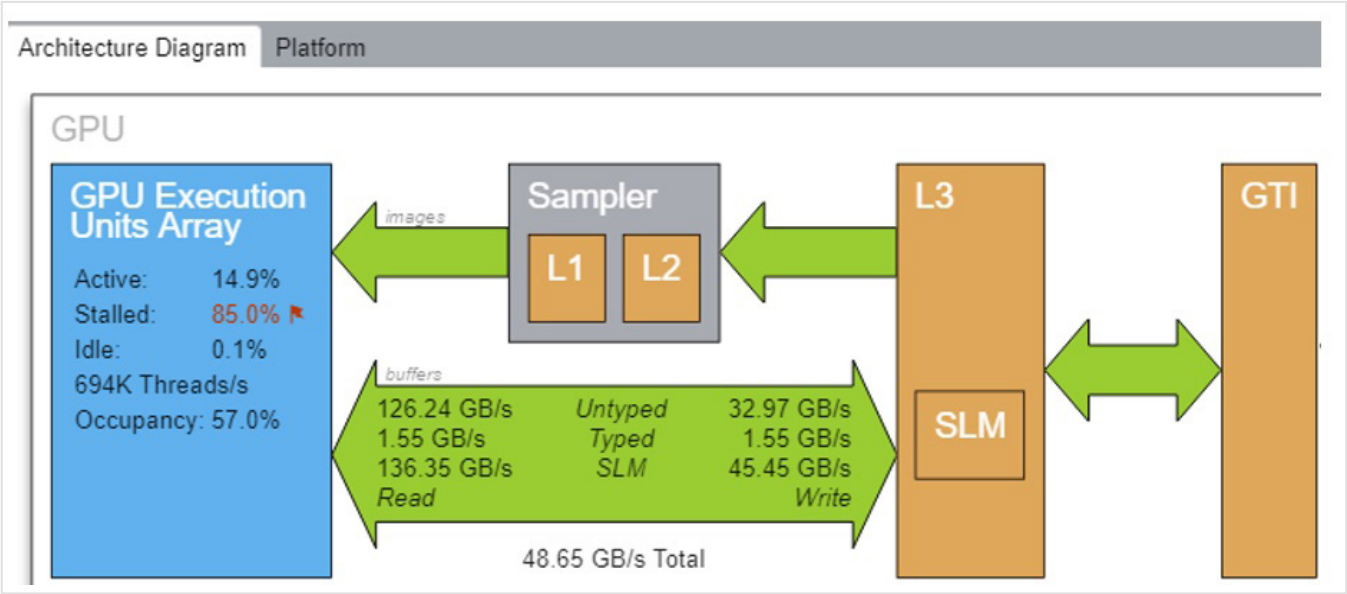 Architecture Diagram Platform
GPU
GPU Execution
Units Array
Active: 14.9%
Stalled: 85.0%
Idle: 0.1%
694K Threads/s
Occupancy: 57.0%
images
Sampler
L1 L2
L3
SLM
GTI
buffers
126.24 GB/s Untyped 32.97 GB/s
1.55 GB/s Typed 1.55 GB/s
136.35 GB/s SLM 45.45 GB/s
Read Write
48.65 GB/s Total